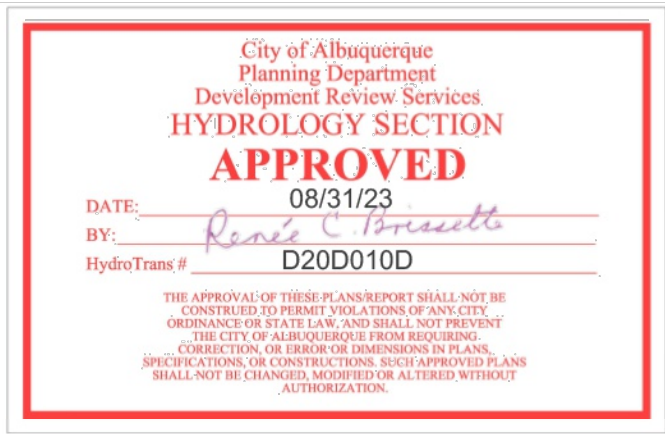 City of Albuquerque
Planning Department
Development Review Services
HYDROLOGY SECTION
APPROVED
DATE: 08/31/23
BY: Renée C. Brissette
HydroTrans # D20D010D
THE APPROVAL OF THESE PLANS/REPORT SHALL NOT BE
CONSTRUED TO PERMIT VIOLATIONS OF ANY CITY
ORDINANCE OR STATE LAW, AND SHALL NOT PREVENT
THE CITY OF ALBUQUERQUE FROM REQUIRING
CORRECTION, OR ERROR OR DIMENSIONS IN PLANS,
SPECIFICATIONS, OR CONSTRUCTIONS. SUCH APPROVED PLANS
SHALL NOT BE CHANGED, MODIFIED OR ALTERED WITHOUT
AUTHORIZATION.